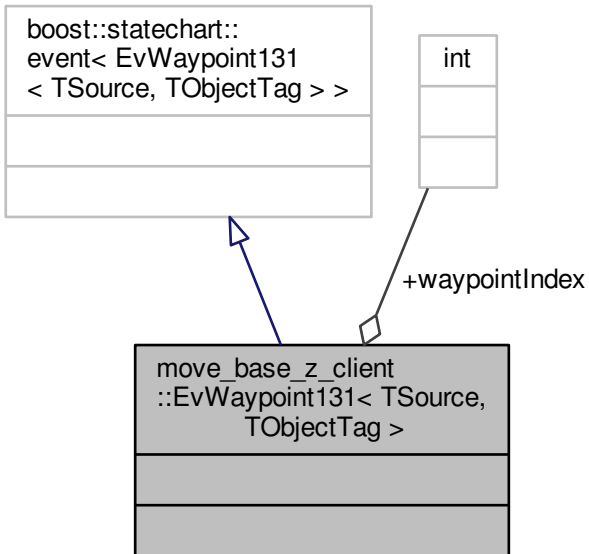 boost::statechart::
event< EvWaypoint131
< TSource, TObjectTag > >
int
+waypointIndex
move_base_z_client
::EvWaypoint131< TSource,
TObjectTag >